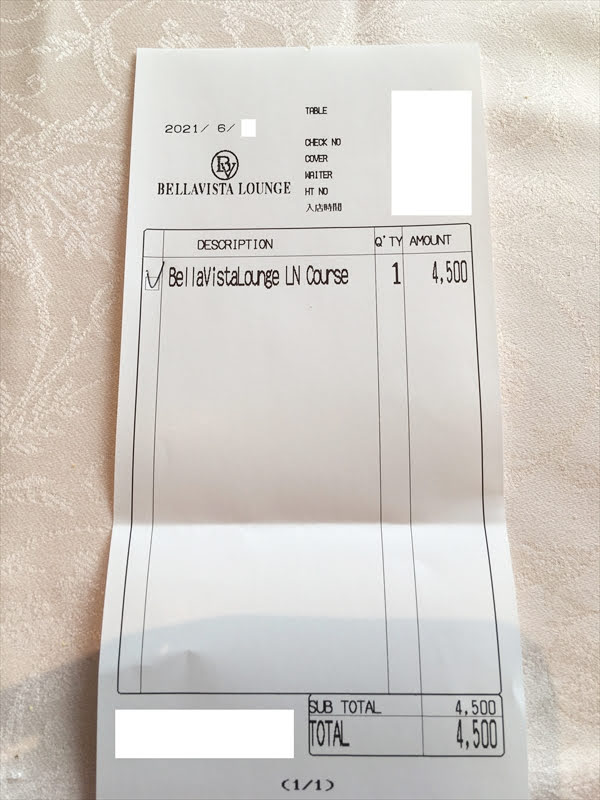 TABLE
2021/ 6/
CHECK NO
COVER
WAITER
HT NO
入店時間
BV
BELLAVISTA LOUNGE
DESCRIPTION Q'TY AMOUNT
BellaVistaLounge LN Course 1 4,500
SUB TOTAL 4,500
TOTAL 4,500
(1/1)